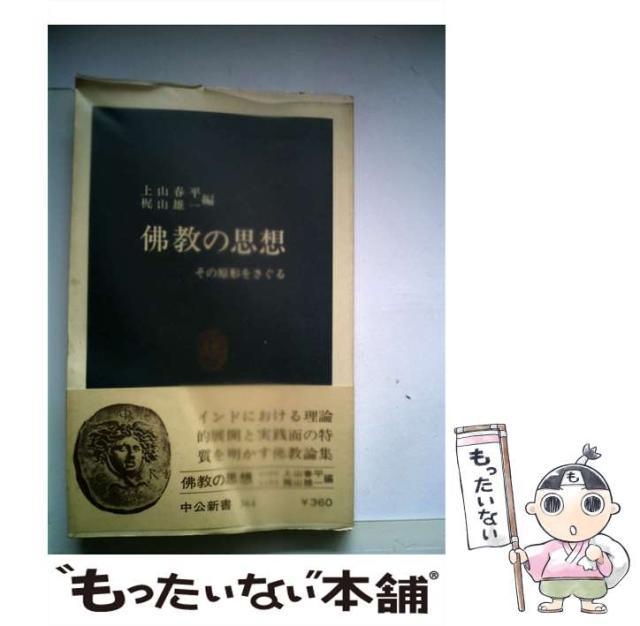 上山春平
梶山雄一編
佛教の思想
その原形をさぐる
インドにおける理論
的展開と実践面の特
質を明かす佛教論集
佛教の思想 上山春平
梶山雄一編
中公新書 364 ¥360
もったいない
も
“もったいない”本舗®